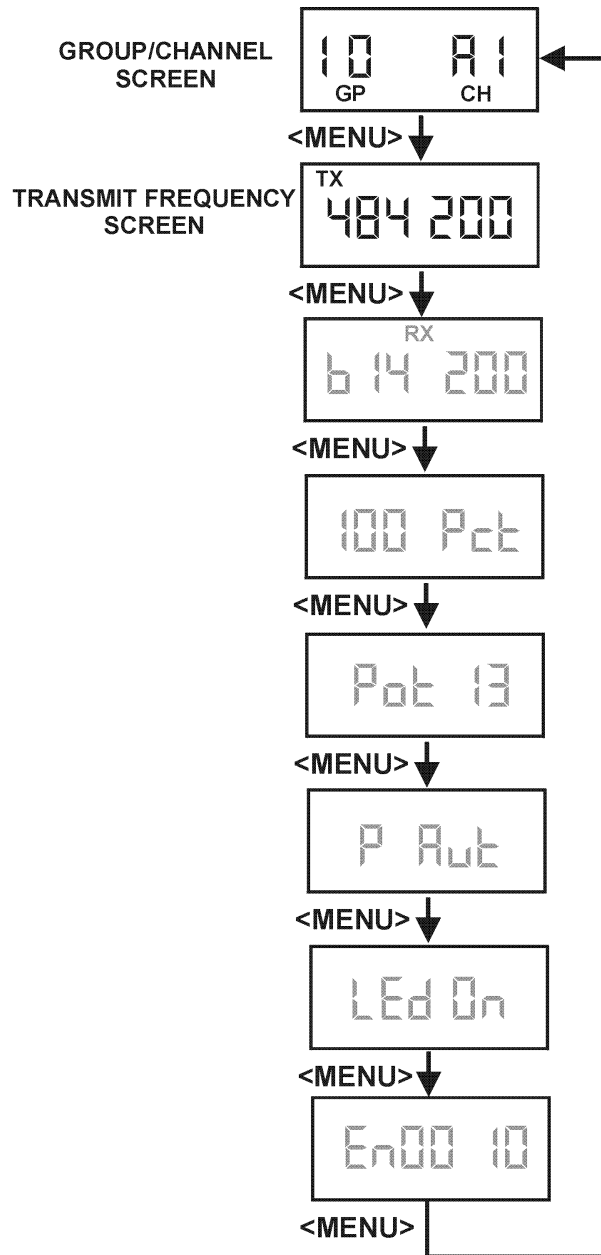 GROUP/CHANNEL
SCREEN
10 A1
GP CH
<MENU>
TRANSMIT FREQUENCY
SCREEN
TX
484 200
<MENU>
RX
b14 200
<MENU>
100 Pct
<MENU>
Pot 13
<MENU>
P Aut
<MENU>
LEd On
<MENU>
En00 10
<MENU>